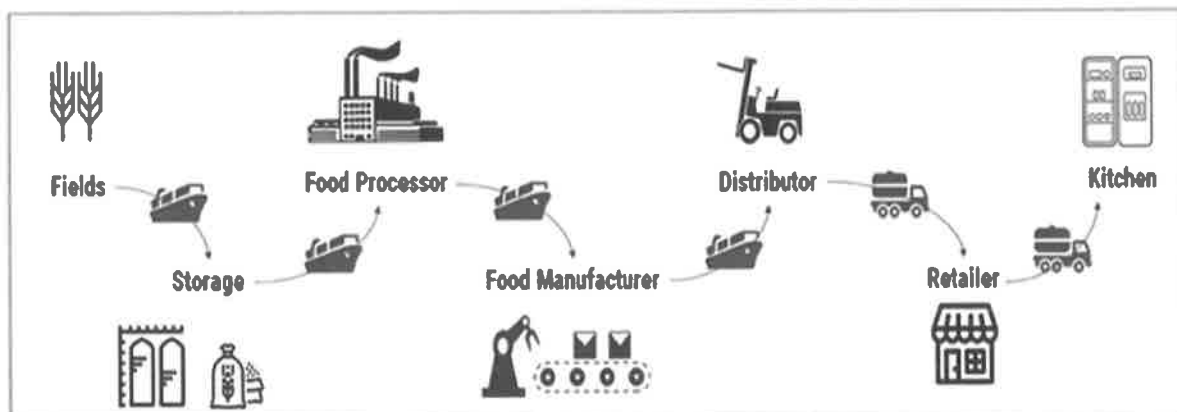 Fields
Food Processor
Distributor
Kitchen
Storage
Food Manufacturer
Retailer